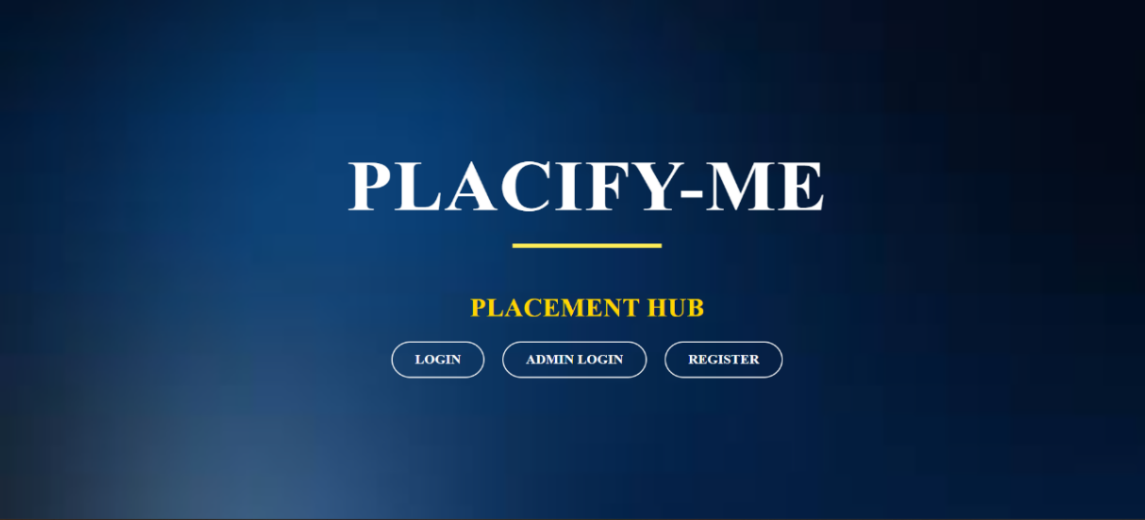 PLACIFY-ME
PLACEMENT HUB
LOGIN ADMIN LOGIN REGISTER